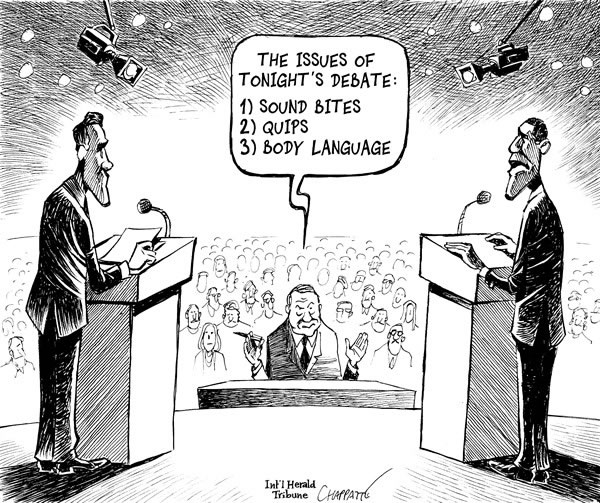 THE ISSUES OF
TONIGHT'S DEBATE:
1) SOUND BITES
2) QUIPS
3) BODY LANGUAGE
Int'l Herald
Tribune
CHAPPATTE